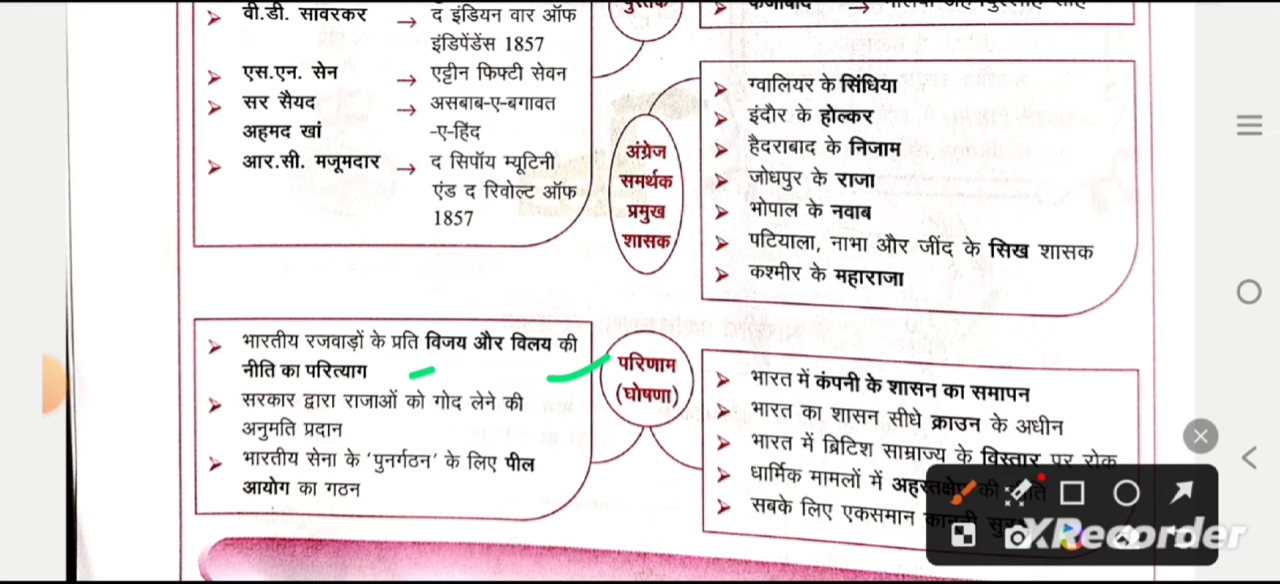 वी.डी. सावरकर → द इंडियन वार ऑफ
इंडिपेंडेंस 1857
एस.एन. सेन → एट्टीन फिफ्टी सेवन
सर सैयद → असबाब-ए-बगावत
अहमद खां -ए-हिंद
आर.सी. मजूमदार → द सिपॉय म्यूटिनी
एंड द रिवोल्ट ऑफ
1857
पुस्तक
अंग्रेज
समर्थक
प्रमुख
शासक
ग्वालियर के सिंधिया
इंदौर के होल्कर
हैदराबाद के निजाम
जोधपुर के राजा
भोपाल के नवाब
पटियाला, नाभा और जींद के सिख शासक
कश्मीर के महाराजा
भारतीय रजवाड़ों के प्रति विजय और विलय की
नीति का परित्याग
सरकार द्वारा राजाओं को गोद लेने की
अनुमति प्रदान
भारतीय सेना के 'पुनर्गठन' के लिए पील
आयोग का गठन
परिणाम
(घोषणा)
भारत में कंपनी के शासन का समापन
भारत का शासन सीधे क्राउन के अधीन
भारत में ब्रिटिश साम्राज्य के विस्तार पर रोक
धार्मिक मामलों में
सबके लिए एकसमान
XRecorder